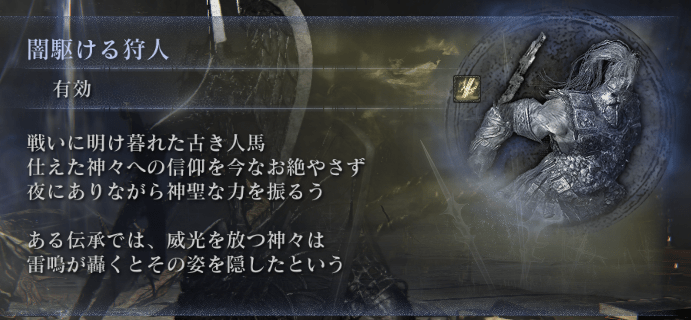 闇駆ける狩人
有効
戦いに明け暮れた古き人馬
仕えた神々への信仰を今なお絶やさず
夜にありながら神聖な力を振るう
ある伝承では、威光を放つ神々は
雷鳴が轟くとその姿を隠したという